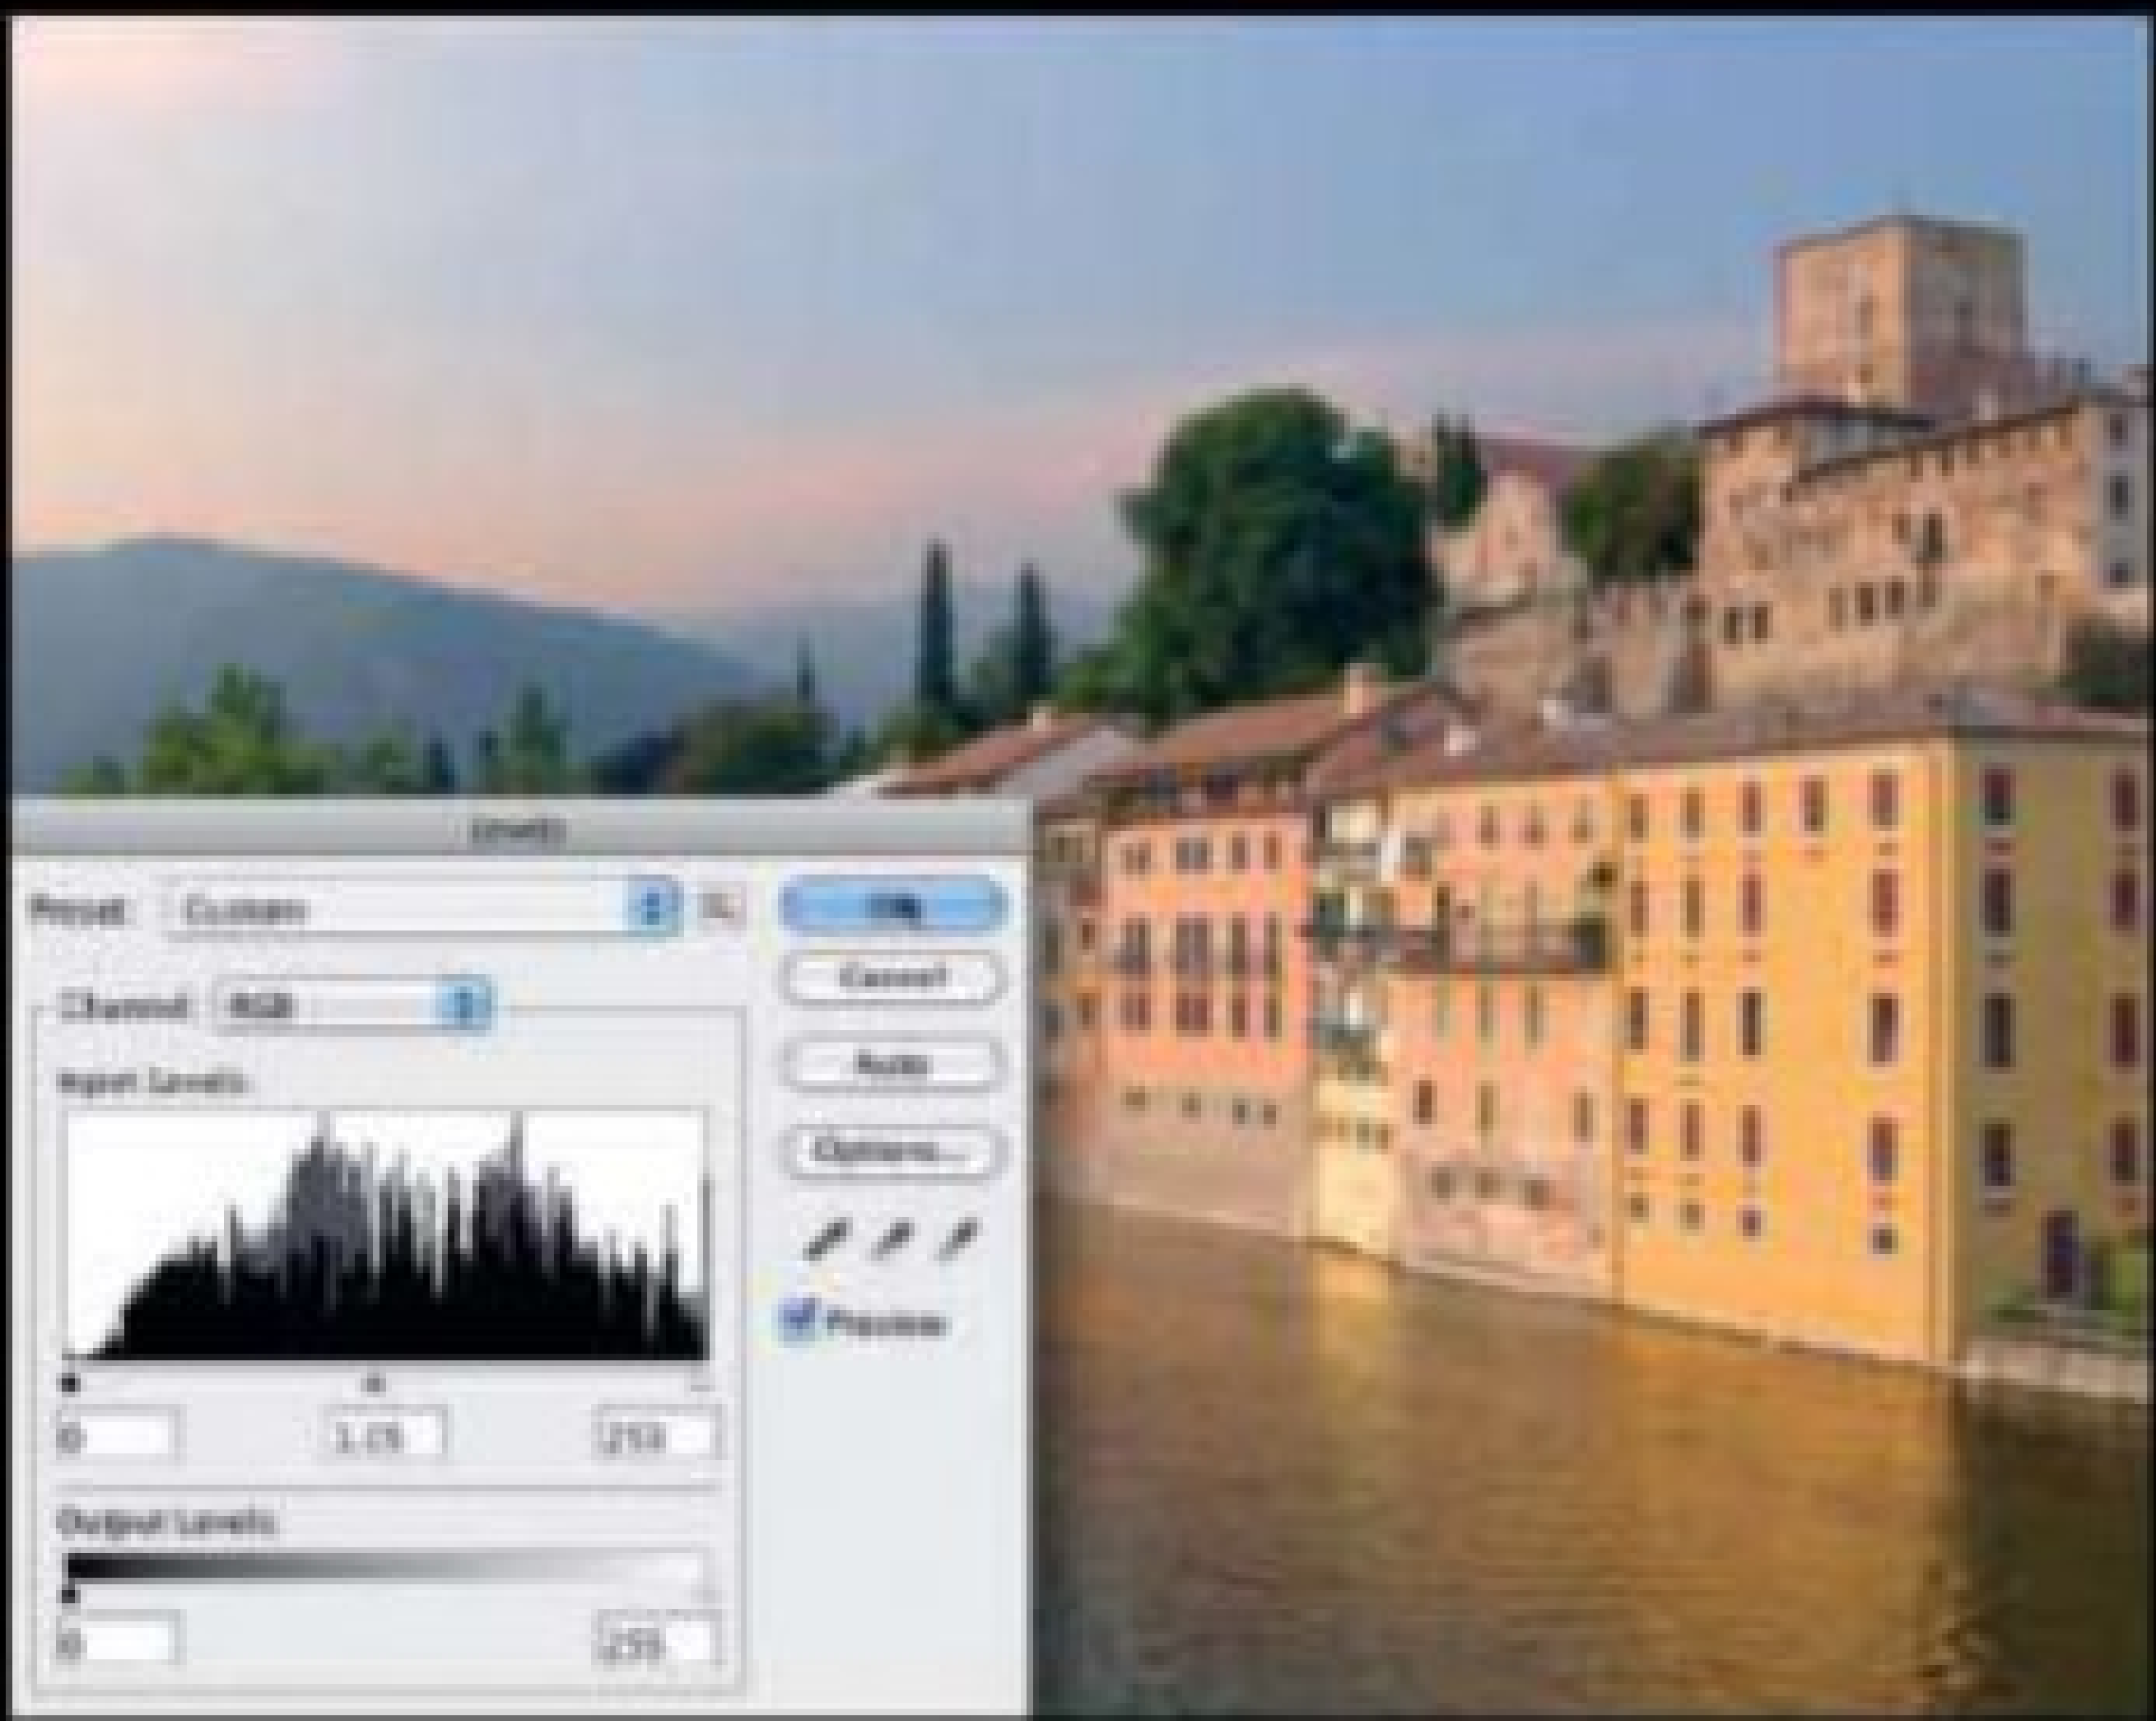 Levels
Preset: Custom
OK
Cancel
Channel: RGB
Auto
Input Levels:
Options...
Preview
0
Output Levels:
0 255